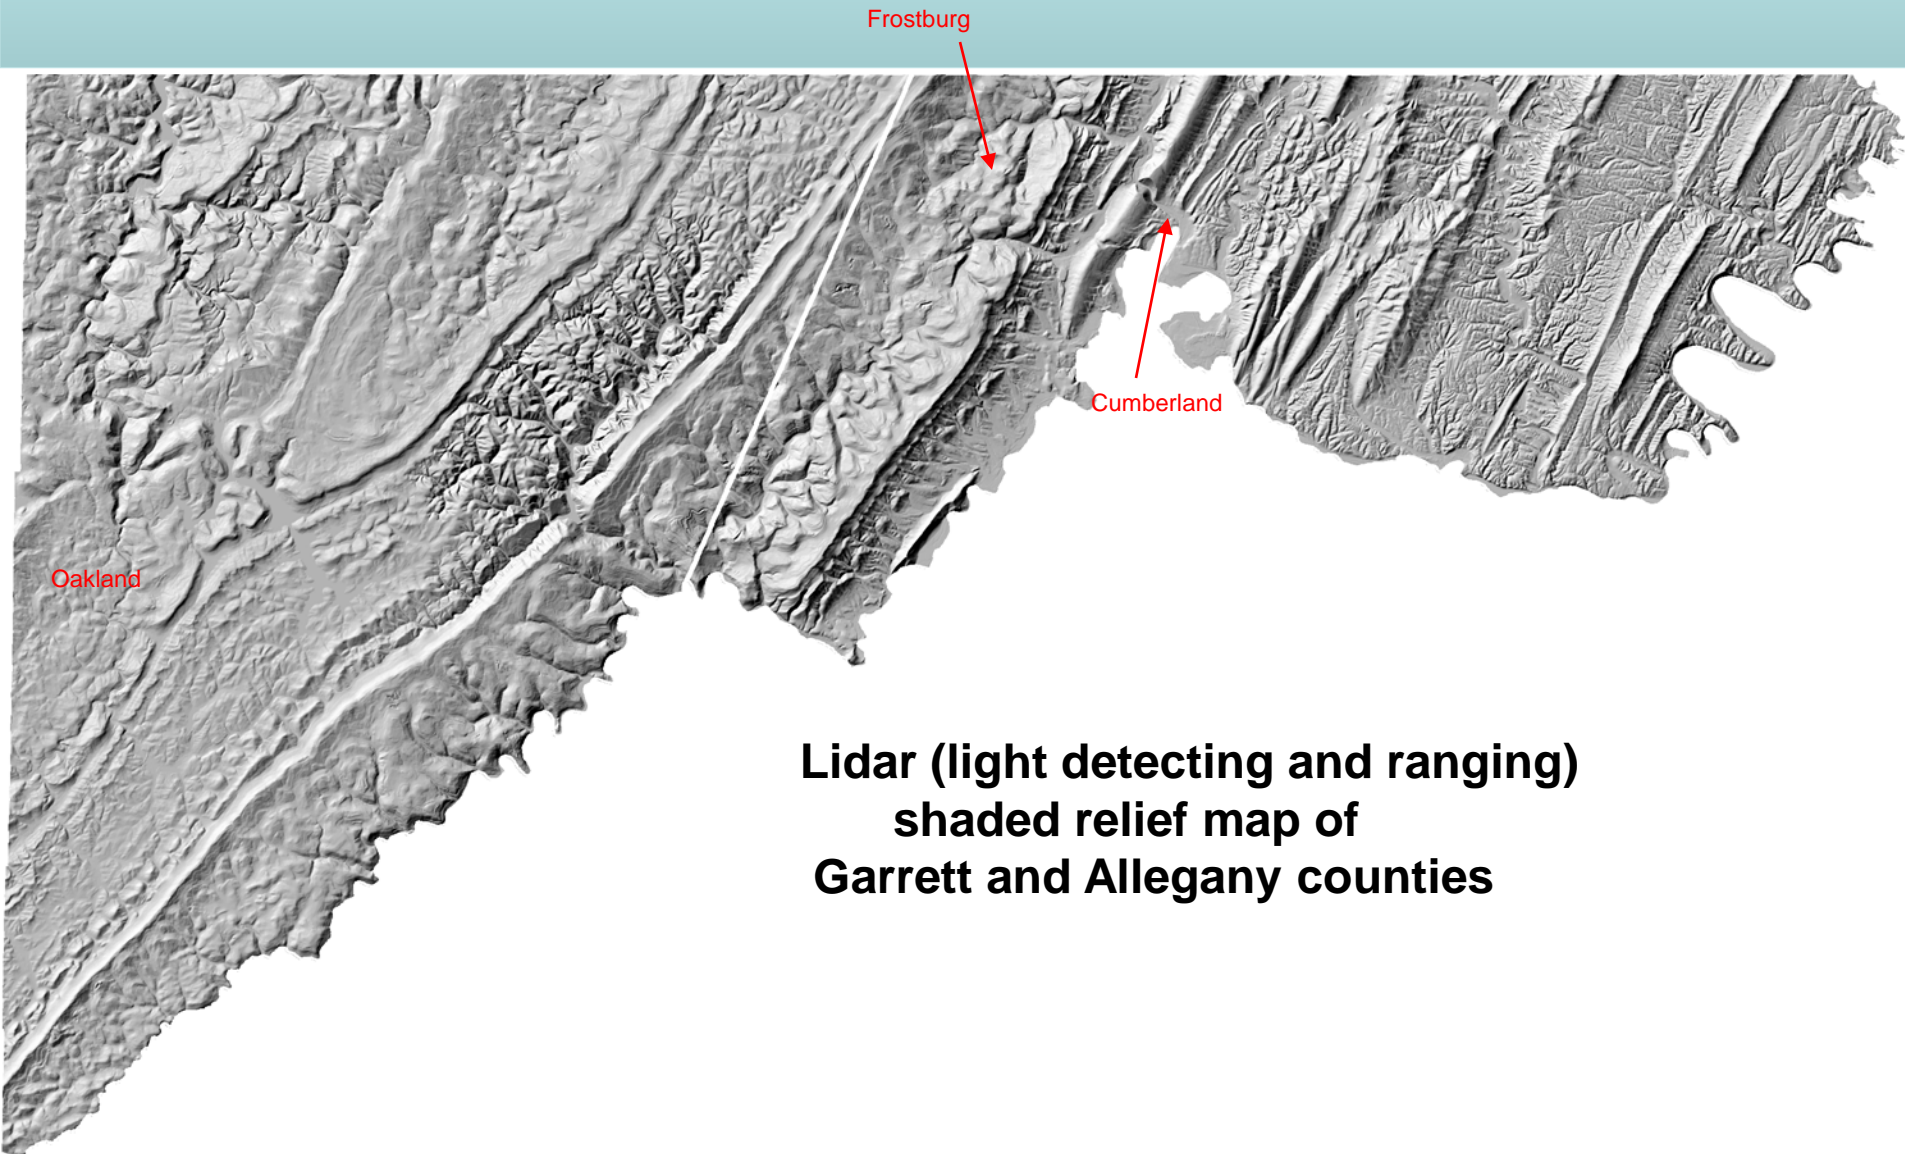 Frostburg
Cumberland
Oakland
Lidar (light detecting and ranging)
shaded relief map of
Garrett and Allegany counties